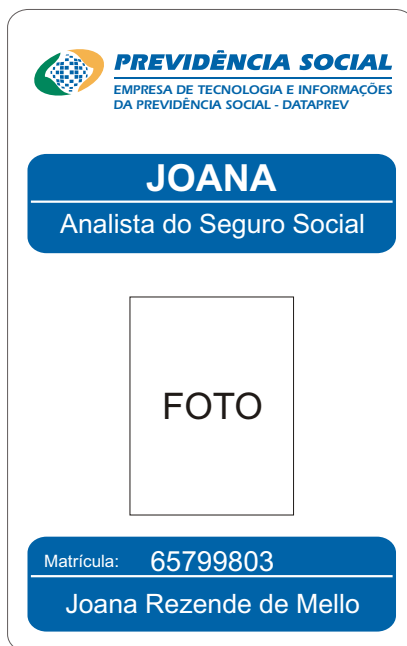 PREVIDÊNCIA SOCIAL
EMPRESA DE TECNOLOGIA E INFORMAÇÕES
DA PREVIDÊNCIA SOCIAL - DATAPREV
JOANA
Analista do Seguro Social
FOTO
Matrícula: 65799803
Joana Rezende de Mello